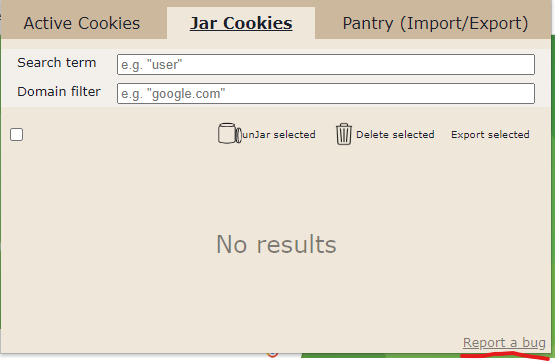 Active Cookies Jar Cookies Pantry (Import/Export)
Search term e.g. "user"
Domain filter e.g. "google.com"
unJar selected Delete selected Export selected
No results
Report a bug